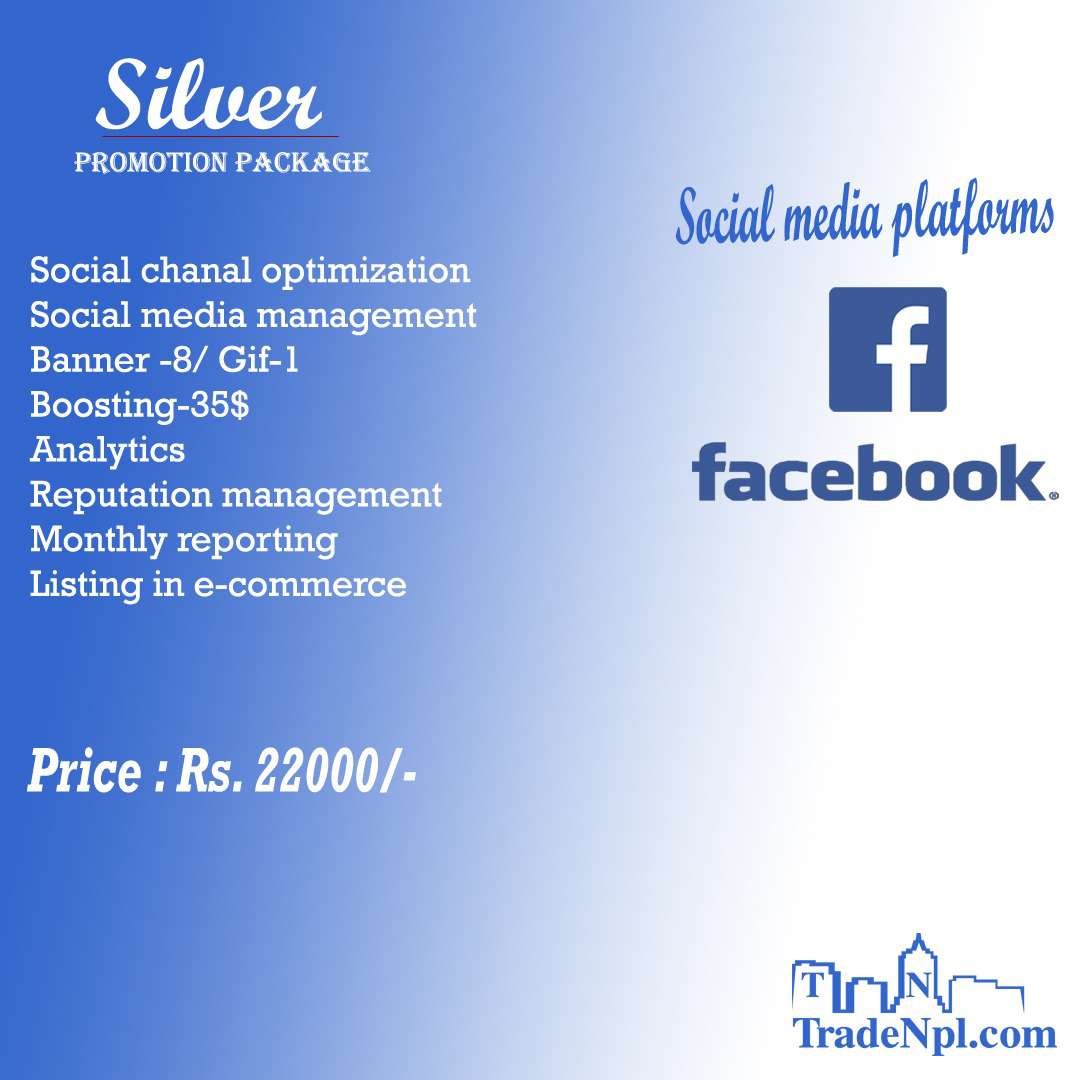 Silver
PROMOTION PACKAGE
Social chanal optimization
Social media management
Banner -8/ Gif-1
Boosting-35$
Analytics
Reputation management
Monthly reporting
Listing in e-commerce
Price : Rs. 22000/-
Social media platforms
f
facebook®
T N
TradeNpl.com